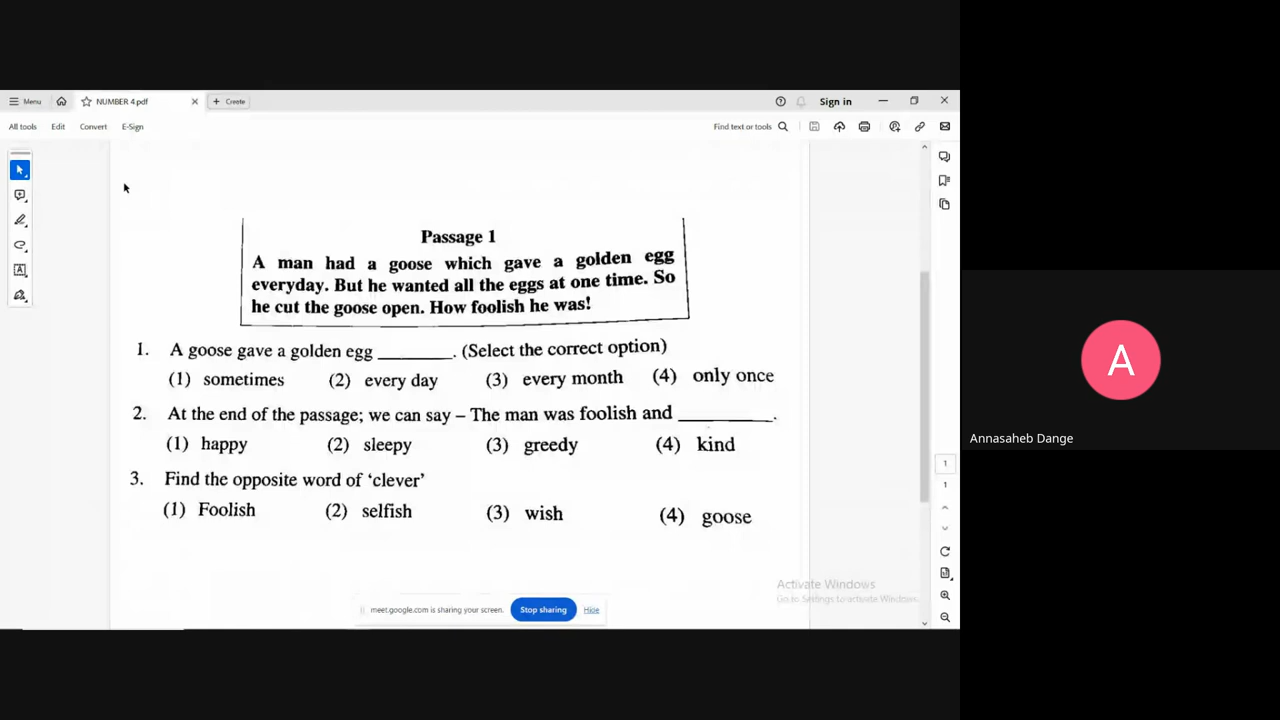 Menu
NUMBER 4.pdf
Create
Sign in
All tools
Edit
Convert
E-Sign
Find text or tools
Passage 1
A man had a goose which gave a golden egg
everyday. But he wanted all the eggs at one time. So
he cut the goose open. How foolish he was!
1. A goose gave a golden egg ________. (Select the correct option)
(1) sometimes (2) every day (3) every month (4) only once
2. At the end of the passage; we can say – The man was foolish and __________.
(1) happy (2) sleepy (3) greedy (4) kind
3. Find the opposite word of ‘clever’
(1) Foolish (2) selfish (3) wish (4) goose
1
1
Activate Windows
Go to Settings to activate Windows.
meet.google.com is sharing your screen.
Stop sharing
Hide
A
Annasaheb Dange